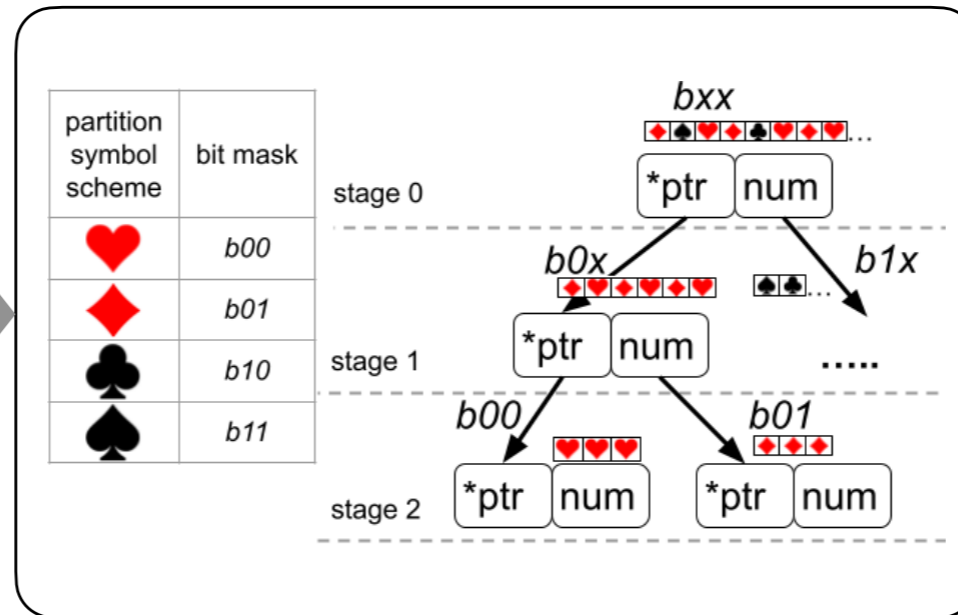 partition
symbol
scheme
bit mask
b00
b01
b10
b11
bxx
...
stage 0
*ptr
num
b0x
b1x
...
stage 1
*ptr
num
.....
b00
b01
stage 2
*ptr
num
*ptr
num